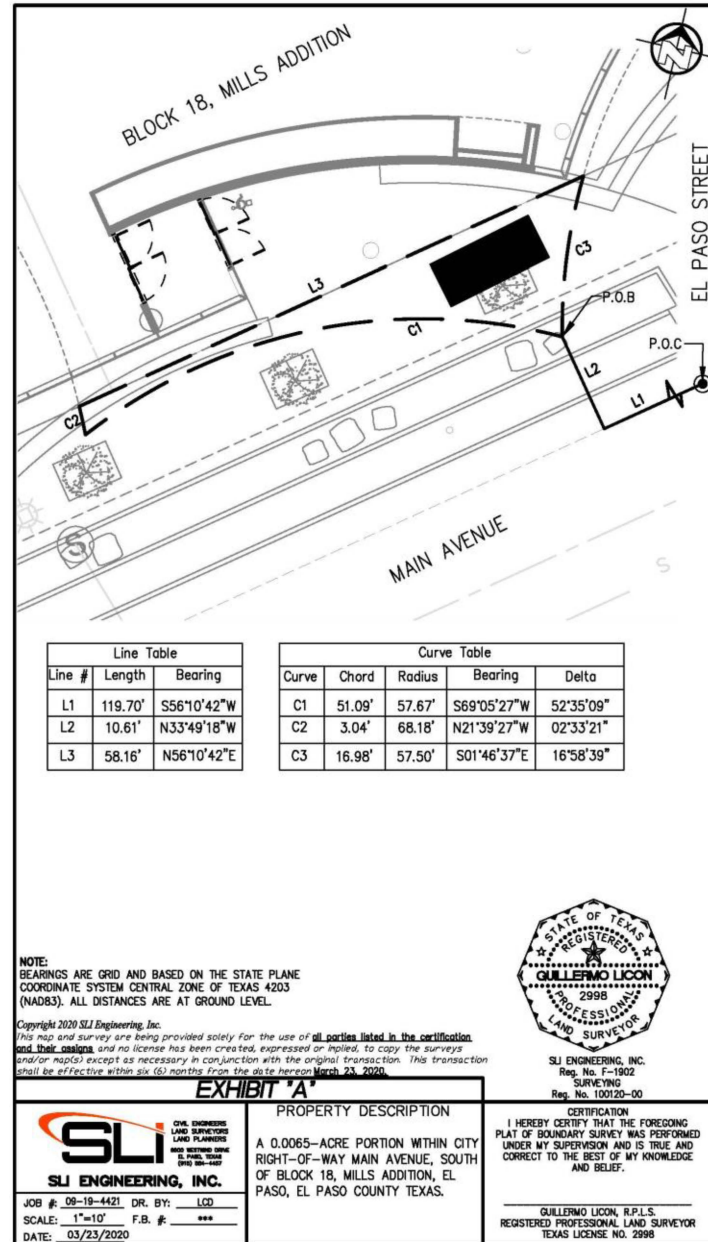 BLOCK 18, MILLS ADDITION
N
EL PASO STREET
L3
C3
C1
P.O.B
P.O.C
L2
L1
C2
MAIN AVENUE
S
S
Line Table
Line # Length Bearing
L1 119.70' S56°10'42"W
L2 10.61' N33°49'18"W
L3 58.16' N56°10'42"E
Curve Table
Curve Chord Radius Bearing Delta
C1 51.09' 57.67' S69°05'27"W 52°35'09"
C2 3.04' 68.18' N21°39'27"W 02°33'21"
C3 16.98' 57.50' S01°46'37"E 16°58'39"
NOTE:
BEARINGS ARE GRID AND BASED ON THE STATE PLANE
COORDINATE SYSTEM CENTRAL ZONE OF TEXAS 4203
(NAD83). ALL DISTANCES ARE AT GROUND LEVEL.
Copyright 2020 SLI Engineering, Inc.
This map and survey are being provided solely for the use of all parties listed in the certification
and their assigns and no license has been created, expressed or implied, to copy the surveys
and/or map(s) except as necessary in conjunction with the original transaction. This transaction
shall be effective within six (6) months from the date hereon March 23, 2020.
STATE OF TEXAS
REGISTERED
GUILLERMO LICON
2998
PROFESSIONAL
LAND SURVEYOR
SLI ENGINEERING, INC.
Reg. No. F-1902
SURVEYING
Reg. No. 100120-00
EXHIBIT "A"
SLI
CIVIL ENGINEERS
LAND SURVEYORS
LAND PLANNERS
EL PASO, TEXAS
SLI ENGINEERING, INC.
JOB #: 09-19-4421 DR. BY: LCD
SCALE: 1"=10' F.B. #: ***
DATE: 03/23/2020
PROPERTY DESCRIPTION
A 0.0065-ACRE PORTION WITHIN CITY
RIGHT-OF-WAY MAIN AVENUE, SOUTH
OF BLOCK 18, MILLS ADDITION, EL
PASO, EL PASO COUNTY TEXAS.
CERTIFICATION
I HEREBY CERTIFY THAT THE FOREGOING
PLAT OF BOUNDARY SURVEY WAS PERFORMED
UNDER MY SUPERVISION AND IS TRUE AND
CORRECT TO THE BEST OF MY KNOWLEDGE
AND BELIEF.
GUILLERMO LICON, R.P.L.S.
REGISTERED PROFESSIONAL LAND SURVEYOR
TEXAS LICENSE NO. 2998